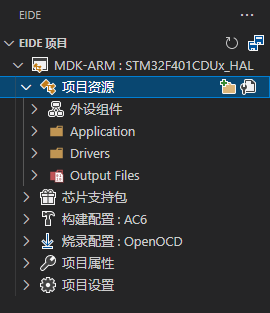 EIDE
EIDE 项目
MDK-ARM : STM32F401CDUx_HAL
项目资源
外设组件
Application
Drivers
Output Files
芯片支持包
构建配置 : AC6
烧录配置 : OpenOCD
项目属性
项目设置